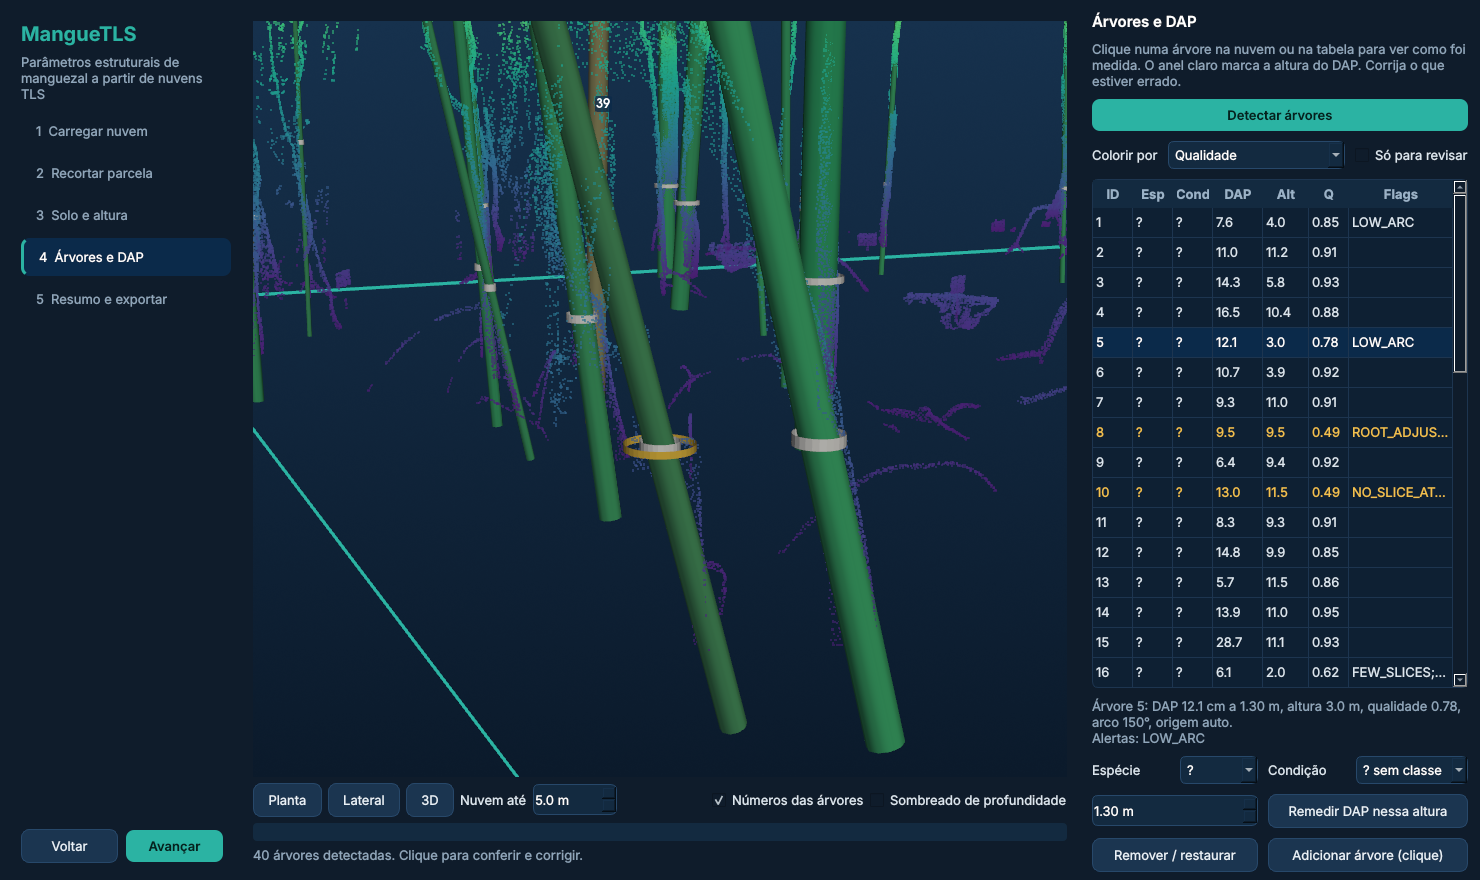 MangueTLS
Parâmetros estruturais de
manguezal a partir de nuvens
TLS
1 Carregar nuvem
2 Recortar parcela
3 Solo e altura
4 Árvores e DAP
5 Resumo e exportar
Voltar
Avançar
39
Planta
Lateral
3D
Nuvem até
5.0 m
✓ Números das árvores
Sombreado de profundidade
40 árvores detectadas. Clique para conferir e corrigir.
Árvores e DAP
Clique numa árvore na nuvem ou na tabela para ver como foi
medida. O anel claro marca a altura do DAP. Corrija o que
estiver errado.
Detectar árvores
Colorir por Qualidade Só para revisar
ID Esp Cond DAP Alt Q Flags
1 ? ? 7.6 4.0 0.85 LOW_ARC
2 ? ? 11.0 11.2 0.91
3 ? ? 14.3 5.8 0.93
4 ? ? 16.5 10.4 0.88
5 ? ? 12.1 3.0 0.78 LOW_ARC
6 ? ? 10.7 3.9 0.92
7 ? ? 9.3 11.0 0.91
8 ? ? 9.5 9.5 0.49 ROOT_ADJUS...
9 ? ? 6.4 9.4 0.92
10 ? ? 13.0 11.5 0.49 NO_SLICE_AT...
11 ? ? 8.3 9.3 0.91
12 ? ? 14.8 9.9 0.85
13 ? ? 5.7 11.5 0.86
14 ? ? 13.9 11.0 0.95
15 ? ? 28.7 11.1 0.93
16 ? ? 6.1 2.0 0.62 FEW_SLICES;...
Árvore 5: DAP 12.1 cm a 1.30 m, altura 3.0 m, qualidade 0.78,
arco 150°, origem auto.
Alertas: LOW_ARC
Espécie ? Condição ? sem classe
1.30 m Remedir DAP nessa altura
Remover / restaurar Adicionar árvore (clique)